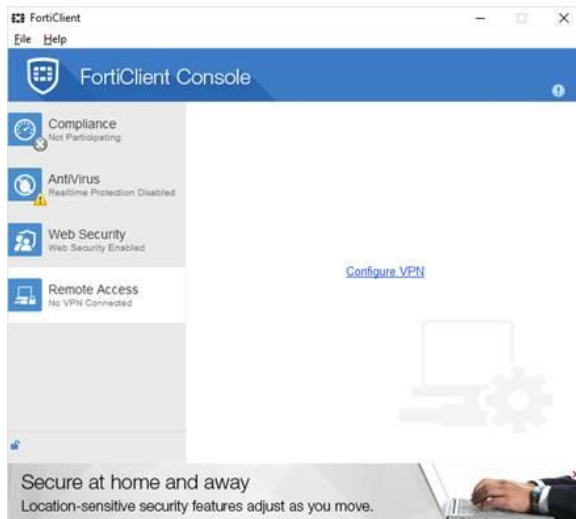 FortiClient
File Help
FortiClient Console
Compliance
Not Participating
AntiVirus
Realtime Protection Disabled
Web Security
Web Security Enabled
Remote Access
No VPN Connected
Configure VPN
Secure at home and away
Location-sensitive security features adjust as you move.